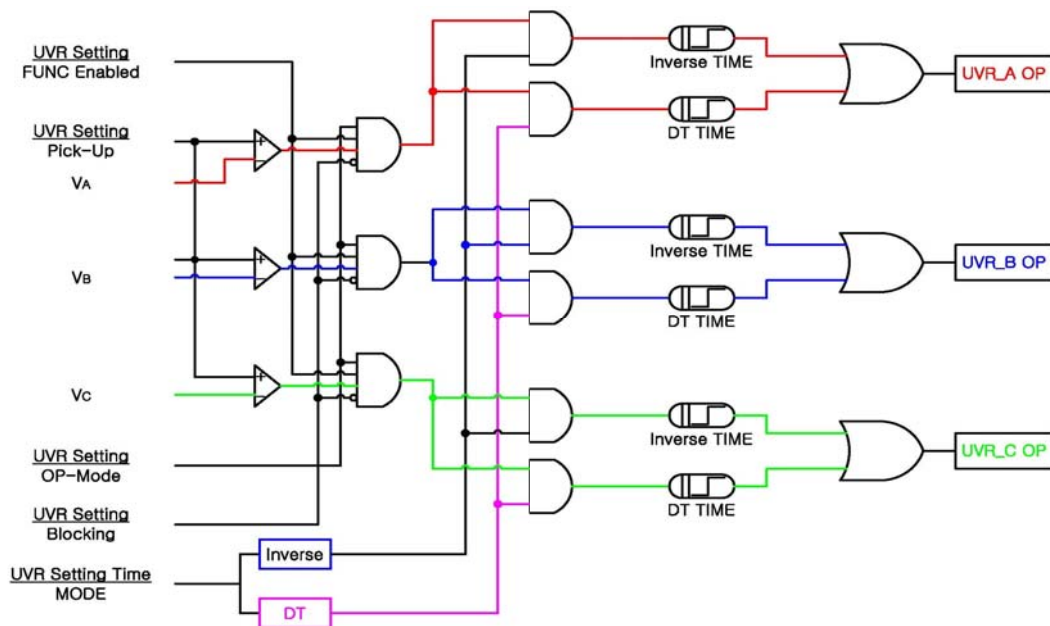 UVR Setting
FUNC Enabled
UVR Setting
Pick-Up
VA
VB
VC
UVR Setting
OP-Mode
UVR Setting
Blocking
UVR Setting Time
MODE
Inverse
DT
+
−
+
−
+
−
Inverse TIME
DT TIME
UVR_A OP
Inverse TIME
DT TIME
UVR_B OP
Inverse TIME
DT TIME
UVR_C OP